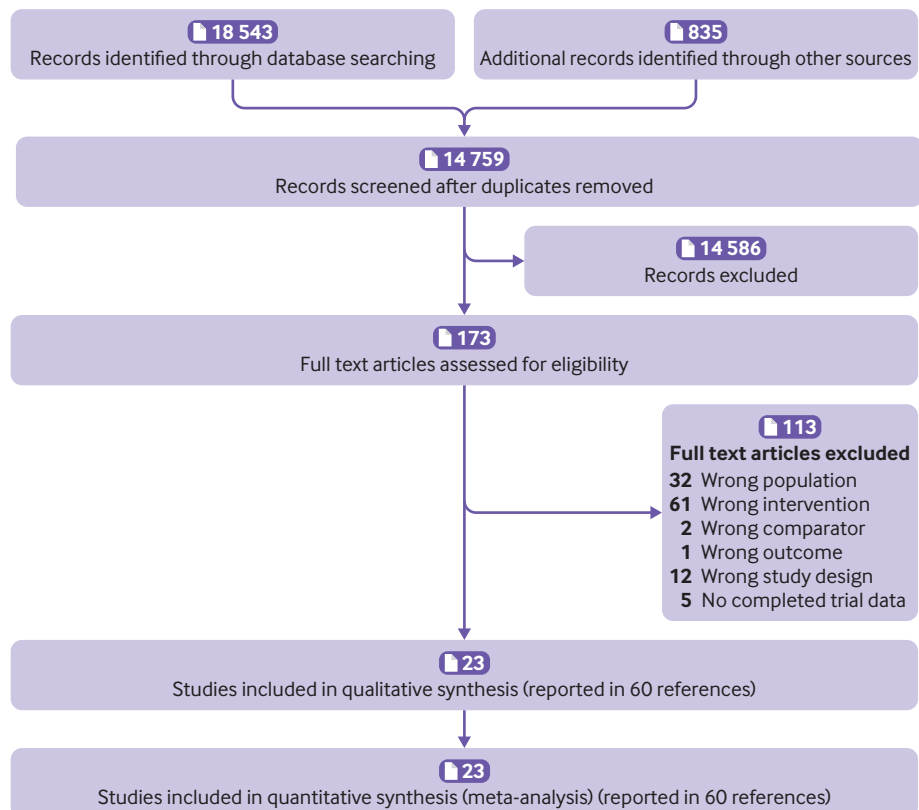 18 543
Records identified through database searching
835
Additional records identified through other sources
14 759
Records screened after duplicates removed
14 586
Records excluded
173
Full text articles assessed for eligibility
113
Full text articles excluded
32 Wrong population
61 Wrong intervention
2 Wrong comparator
1 Wrong outcome
12 Wrong study design
5 No completed trial data
23
Studies included in qualitative synthesis (reported in 60 references)
23
Studies included in quantitative synthesis (meta-analysis) (reported in 60 references)